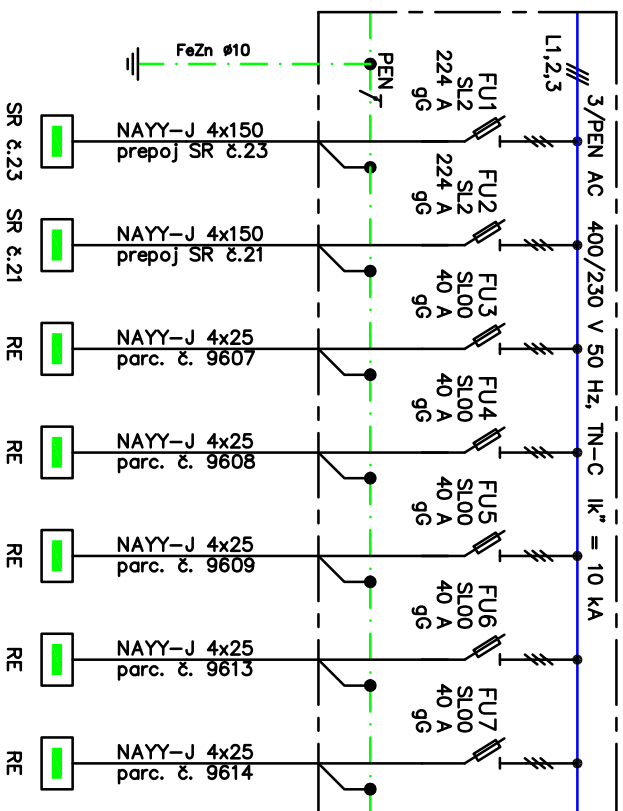 L1,2,3
3/PEN AC 400/230 V 50 Hz, TN-C Ik" = 10 kA
PEN
FeZn ø10
FU1
SL2
224 A
gG
NAYY-J 4x150
prepoj SR č.23
SR č.23
FU2
SL2
224 A
gG
NAYY-J 4x150
prepoj SR č.21
SR č.21
FU3
SL00
40 A
gG
NAYY-J 4x25
parc. č. 9607
RE
FU4
SL00
40 A
gG
NAYY-J 4x25
parc. č. 9608
RE
FU5
SL00
40 A
gG
NAYY-J 4x25
parc. č. 9609
RE
FU6
SL00
40 A
gG
NAYY-J 4x25
parc. č. 9613
RE
FU7
SL00
40 A
gG
NAYY-J 4x25
parc. č. 9614
RE